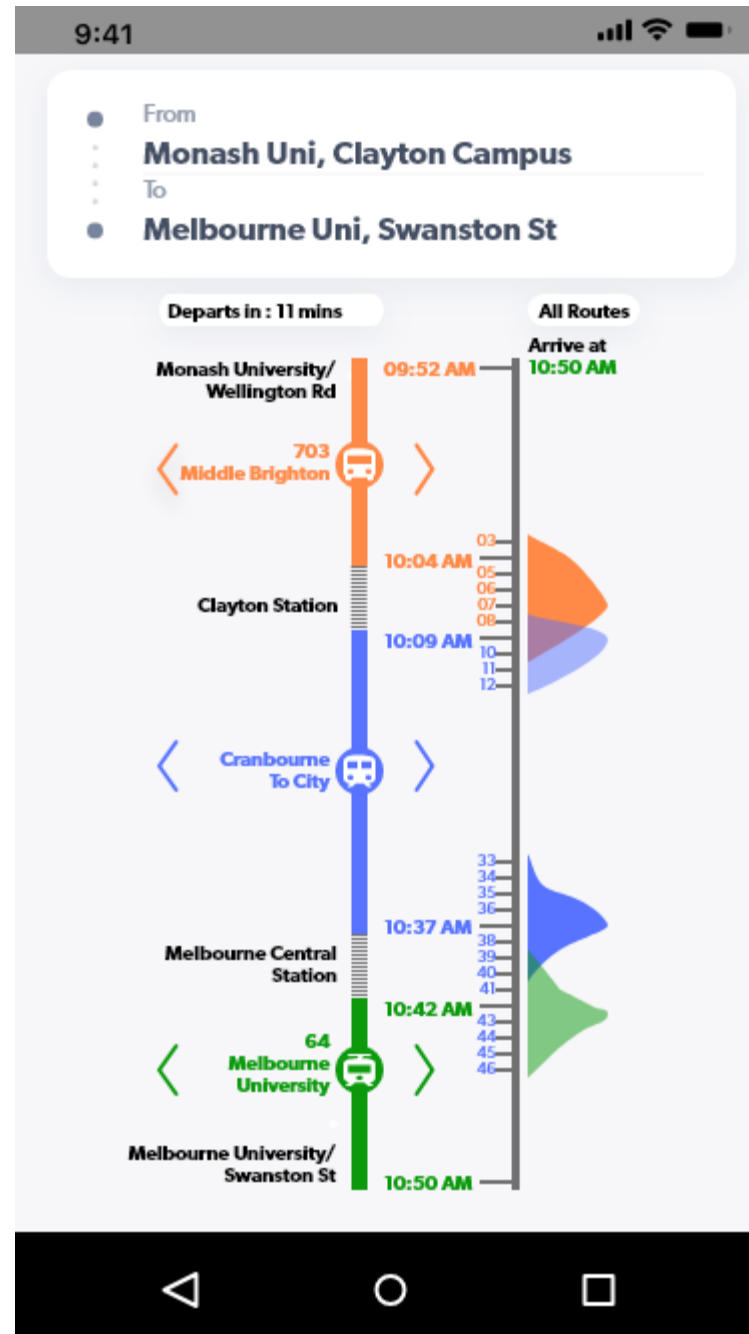 9:41
From
Monash Uni, Clayton Campus
To
Melbourne Uni, Swanston St
Departs in : 11 mins
All Routes
Arrive at
10:50 AM
Monash University/
Wellington Rd
09:52 AM
703
Middle Brighton
03
10:04 AM
05
06
07
08
Clayton Station
10:09 AM
10
11
12
Cranbourne
To City
33
34
35
36
10:37 AM
38
39
40
41
Melbourne Central
Station
10:42 AM
43
44
45
46
64
Melbourne
University
Melbourne University/
Swanston St
10:50 AM